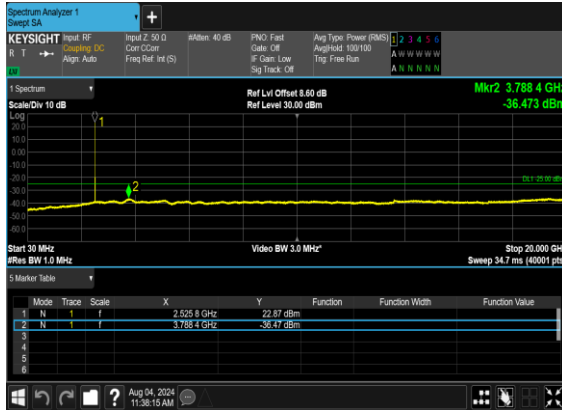 Spectrum Analyzer 1
Swept SA
+
KEYSIGHT Input: RF Input Z: 50 Ω #Atten: 40 dB PNO: Fast Avg Type: Power (RMS) 1 2 3 4 5 6
R T Coupling: DC Corr CCorr Gate: Off Avg|Hold: 100/100 A W W W W W
Align: Auto Freq Ref: Int (S) IF Gain: Low Trig: Free Run
Sig Track: Off A N N N N N
LXI
1 Spectrum Ref Lvl Offset 8.60 dB Mkr2 3.788 4 GHz
Scale/Div 10 dB Ref Level 30.00 dBm -36.473 dBm
Log
1
20.0
10.0
0.00
-10.0
-20.0
DL1 -25.00 dBm
2
-30.0
-40.0
-50.0
-60.0
Start 30 MHz Video BW 3.0 MHz* Stop 20.000 GH
#Res BW 1.0 MHz Sweep 34.7 ms (40001 pts
5 Marker Table
Mode Trace Scale X Y Function Function Width Function Value
1 N 1 f 2.525 8 GHz 22.87 dBm
2 N 1 f 3.788 4 GHz -36.47 dBm
3
4
5
6
? Aug 04, 2024
11:38:15 AM